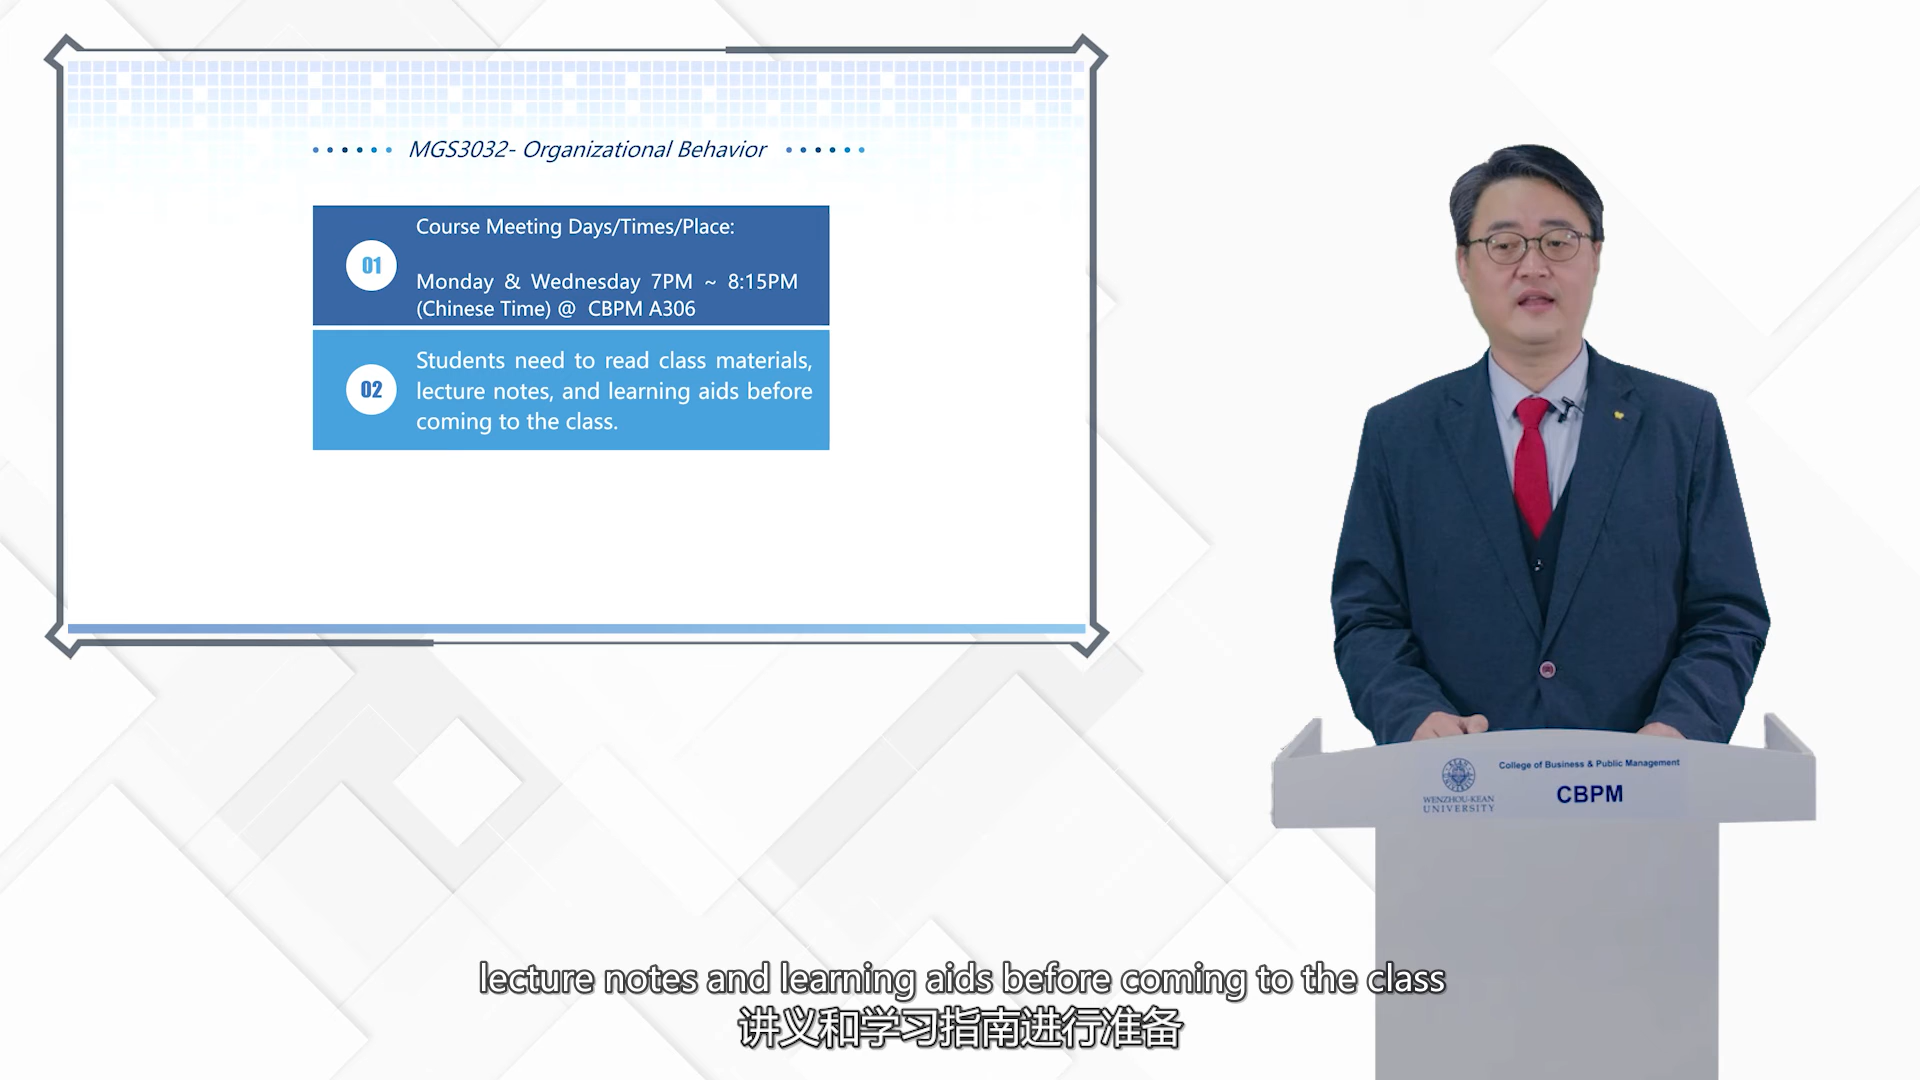 MGS3032- Organizational Behavior
01
Course Meeting Days/Times/Place:
Monday & Wednesday 7PM ~ 8:15PM
(Chinese Time) @ CBPM A306
02
Students need to read class materials,
lecture notes, and learning aids before
coming to the class.
College of Business & Public Management
CBPM
WENZHOU-KEAN
UNIVERSITY
lecture notes and learning aids before coming to the class
讲义和学习指南进行准备